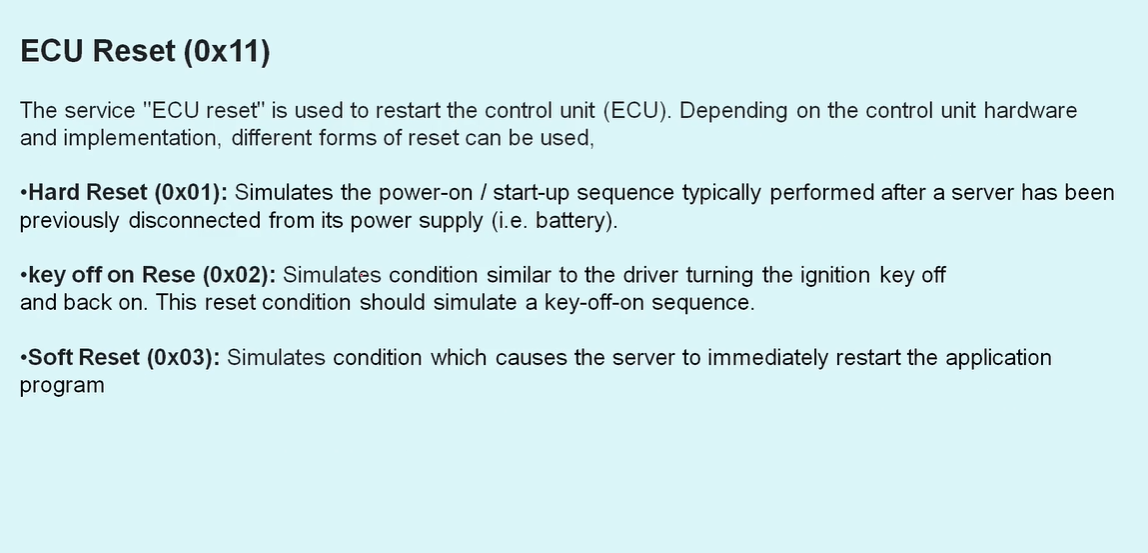 ECU Reset (0x11)
The service "ECU reset" is used to restart the control unit (ECU). Depending on the control unit hardware
and implementation, different forms of reset can be used,
•Hard Reset (0x01): Simulates the power-on / start-up sequence typically performed after a server has been
previously disconnected from its power supply (i.e. battery).
•key off on Rese (0x02): Simulates condition similar to the driver turning the ignition key off
and back on. This reset condition should simulate a key-off-on sequence.
•Soft Reset (0x03): Simulates condition which causes the server to immediately restart the application
program